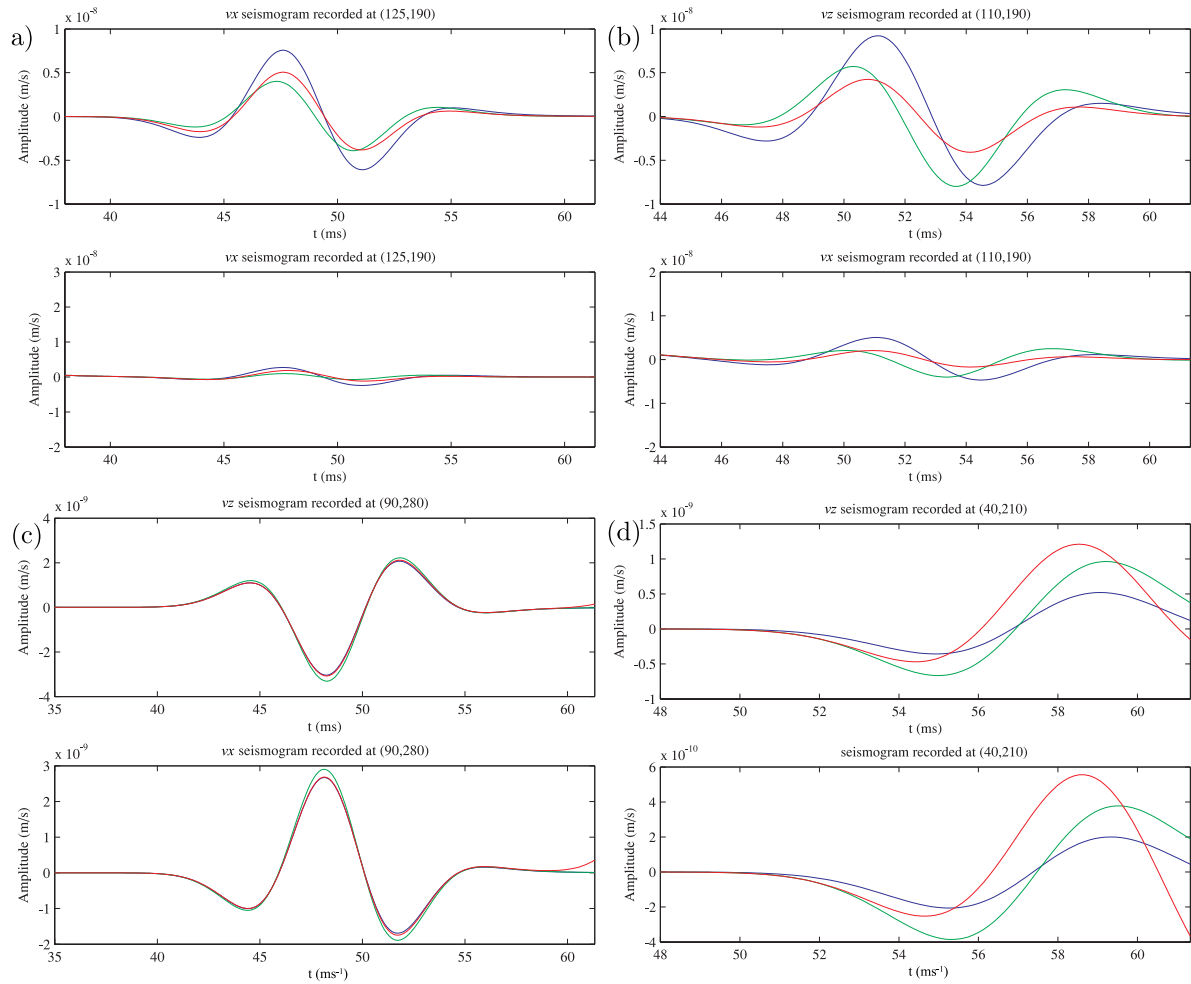 a)
x 10⁻⁸
vx seismogram recorded at (125,190)
1
0.5
0
-0.5
-1
Amplitude (m/s)
40 45 50 55 60
t (ms)
vx seismogram recorded at (125,190)
3 x 10⁻⁸
2
1
0
-1
-2
Amplitude (m/s)
40 45 50 55 60
t (ms)
(b)
x 10⁻⁸
vz seismogram recorded at (110,190)
1
0.5
0
-0.5
-1
Amplitude (m/s)
44 46 48 50 52 54 56 58 60
t (ms)
vx seismogram recorded at (110,190)
2 x 10⁻⁸
1
0
-1
-2
Amplitude (m/s)
44 46 48 50 52 54 56 58 60
t (ms)
(c)
x 10⁻⁹
vz seismogram recorded at (90,280)
4
2
0
-2
-4
Amplitude (m/s)
35 40 45 50 55 60
t (ms)
x 10⁻⁹
vx seismogram recorded at (90,280)
3
2
1
0
-1
-2
Amplitude (m/s)
35 40 45 50 55 60
t (ms⁻¹)
(d)
x 10⁻⁹
vz seismogram recorded at (40,210)
1.5
1
0.5
0
-0.5
-1
Amplitude (m/s)
48 50 52 54 56 58 60
t (ms)
x 10⁻¹⁰
seismogram recorded at (40,210)
6
4
2
0
-2
-4
Amplitude (m/s)
48 50 52 54 56 58 60
t (ms⁻¹)